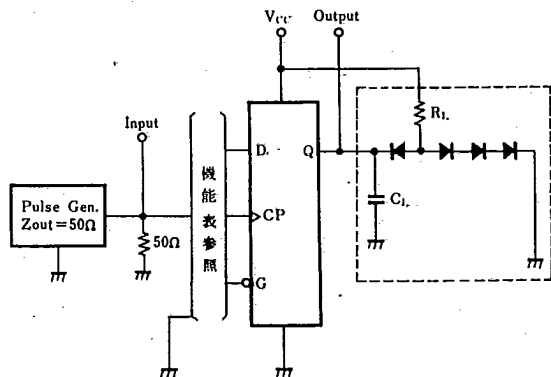 Vcc
Output
Input
RL
D
Q
Pulse Gen.
Zout=50Ω
50Ω
機能表参照
CP
CL
G